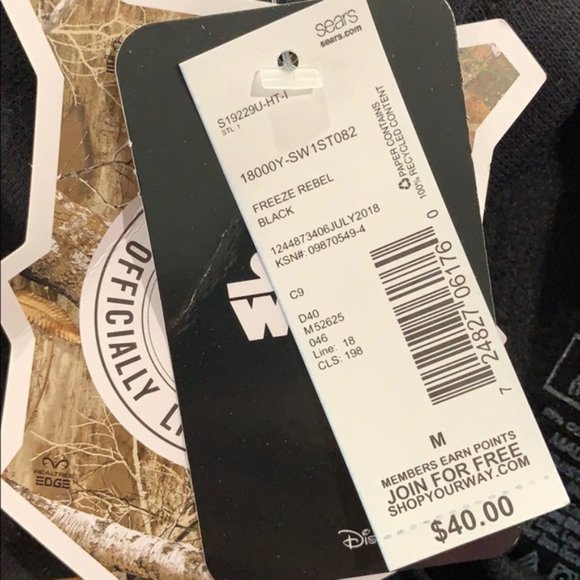 sears
sears.com
S19229U-HT-I
STL 1
18000Y-SW1ST082
FREEZE REBEL
BLACK
1244873406JULY2018
KSN#: 09870549-4
C9
D40
M 52625
046
Line: 18
CLS: 198
PAPER CONTAINS
100% RECYCLED CONTENT
7 24827 06176 0
M
MEMBERS EARN POINTS
JOIN FOR FREE
SHOPYOURWAY.COM
$40.00
OFFICIALLY
REALTREE
EDGE